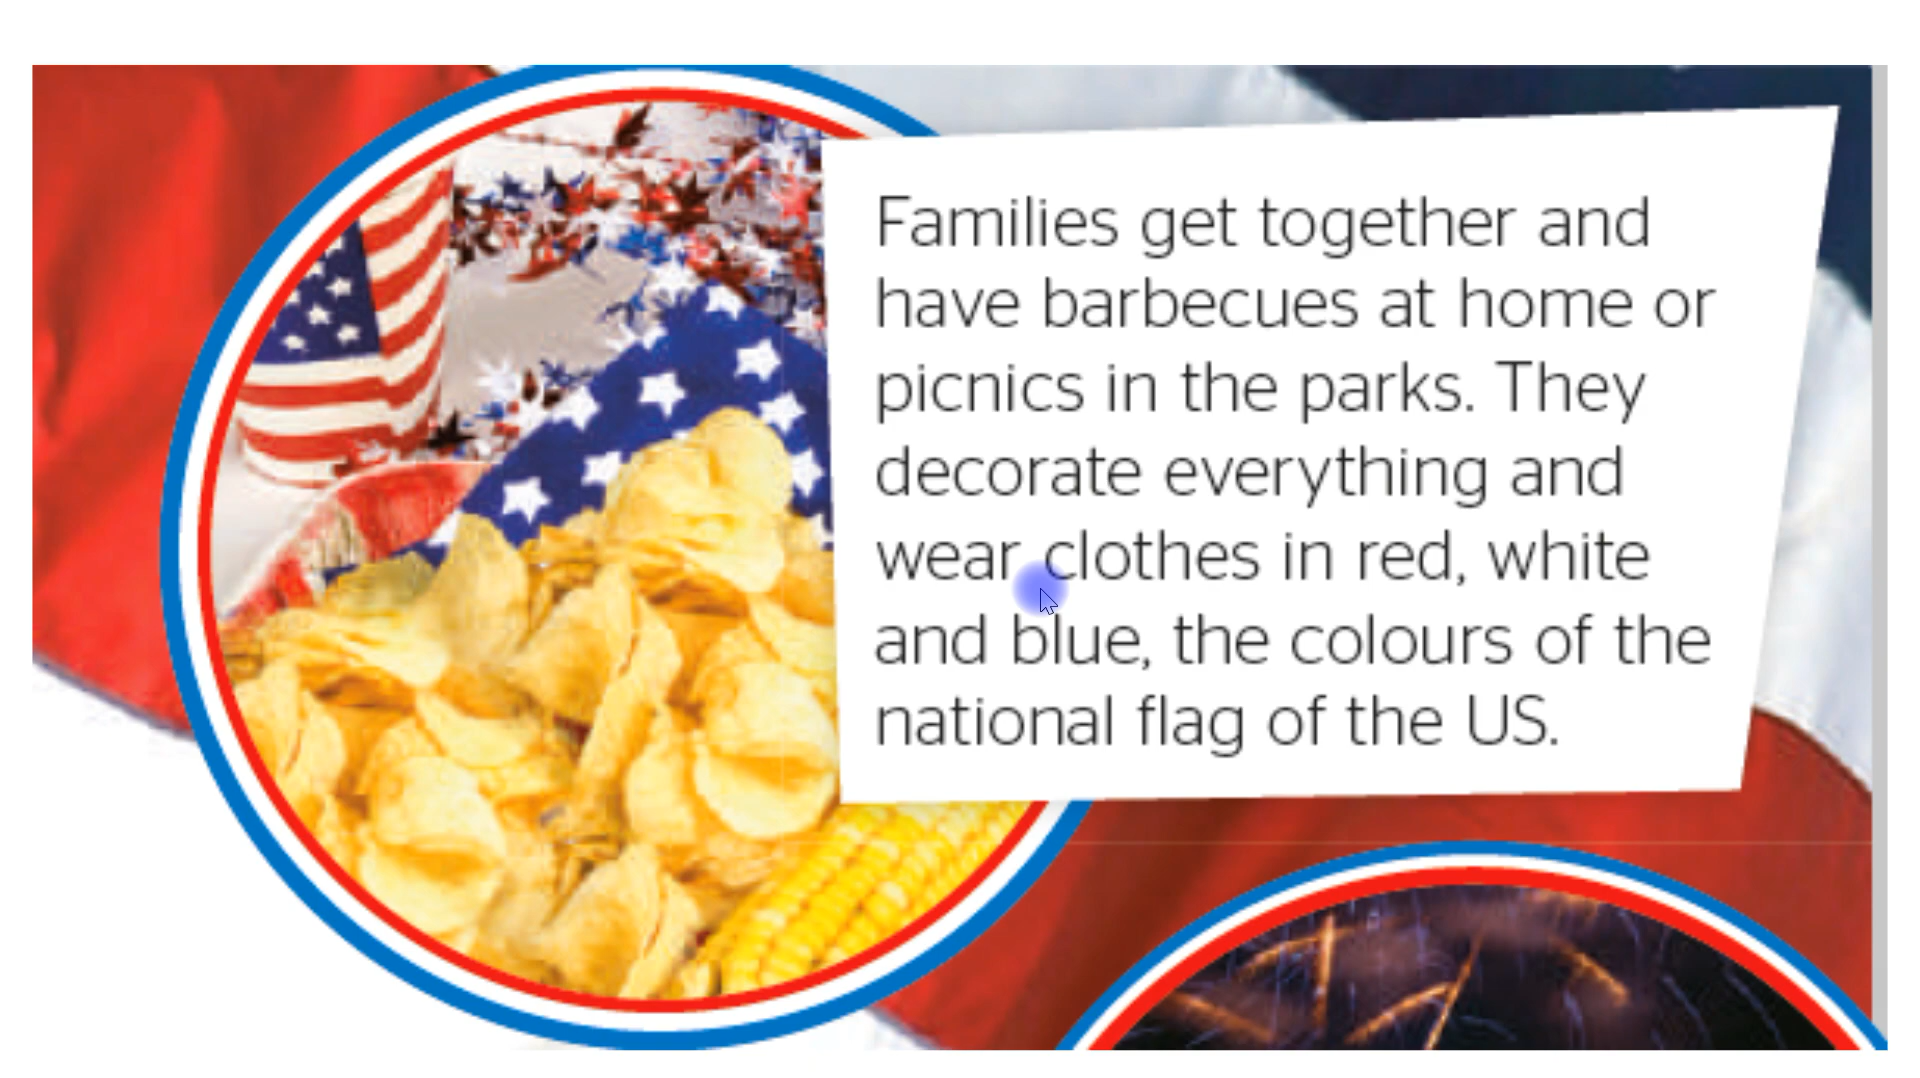 Families get together and
have barbecues at home or
picnics in the parks. They
decorate everything and
wear clothes in red, white
and blue, the colours of the
national flag of the US.